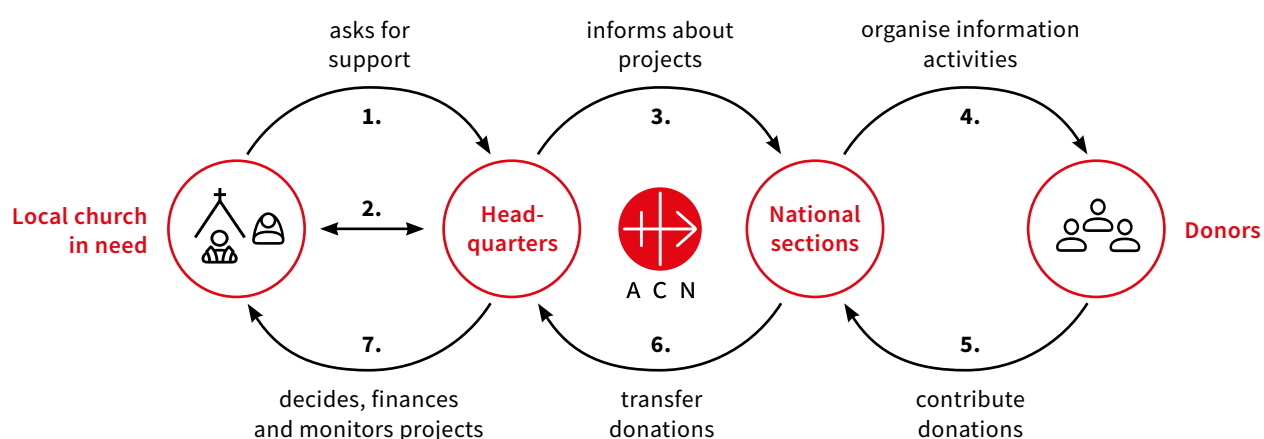 asks for
support
informs about
projects
organise information
activities
1.
3.
4.
Local church
in need
2.
Head-
quarters
A C N
National
sections
Donors
7.
6.
5.
decides, finances
and monitors projects
transfer
donations
contribute
donations